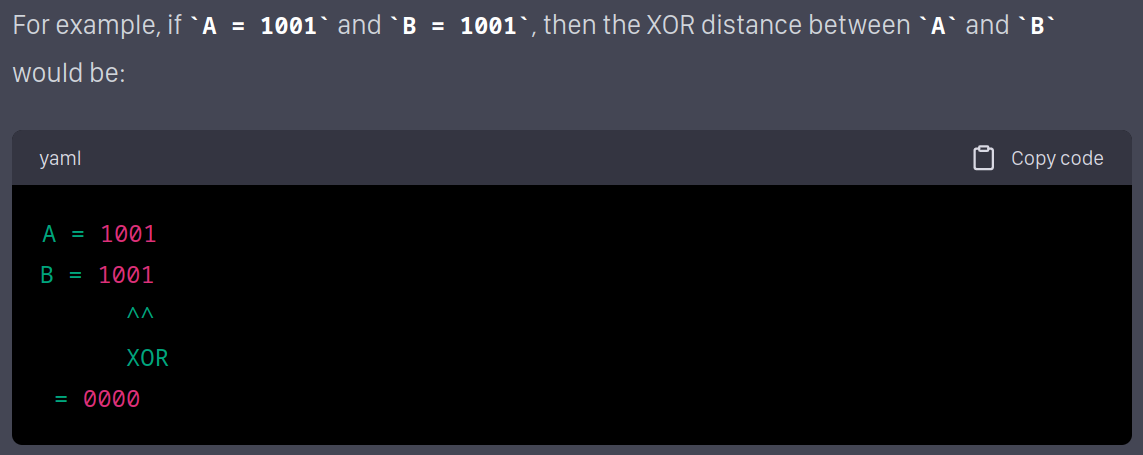 For example, if `A = 1001` and `B = 1001`, then the XOR distance between `A` and `B`
would be:
yaml
Copy code
A = 1001
B = 1001
^^
XOR
= 0000